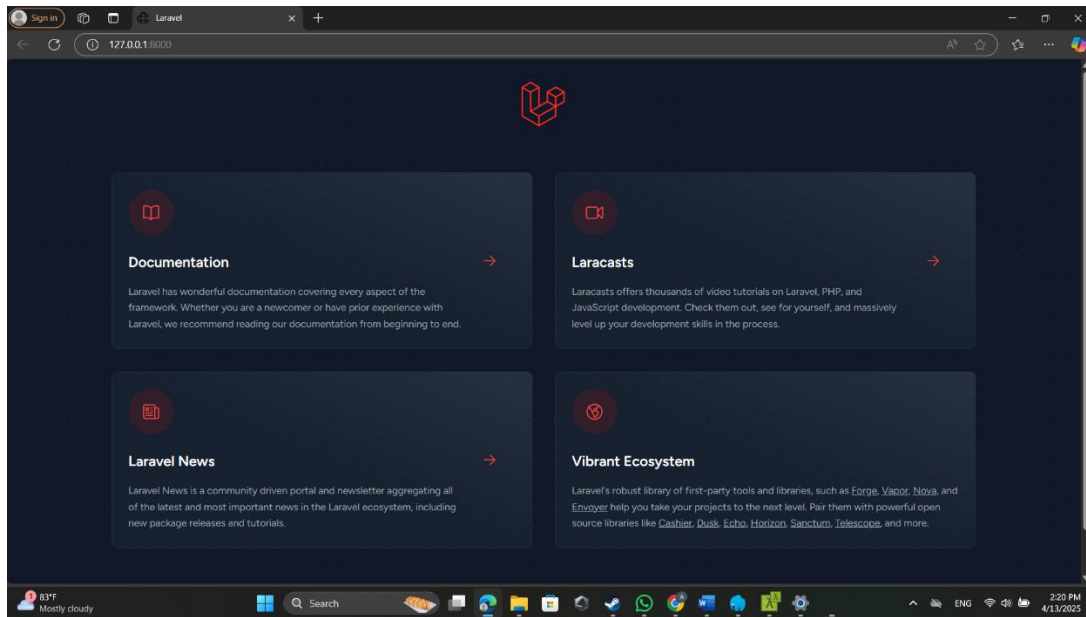 Sign in
Laravel
127.0.0.1:8000
Documentation
Laravel has wonderful documentation covering every aspect of the
framework. Whether you are a newcomer or have prior experience with
Laravel, we recommend reading our documentation from beginning to end.
Laracasts
Laracasts offers thousands of video tutorials on Laravel, PHP, and
JavaScript development. Check them out, see for yourself, and massively
level up your development skills in the process.
Laravel News
Laravel News is a community driven portal and newsletter aggregating all
of the latest and most important news in the Laravel ecosystem, including
new package releases and tutorials.
Vibrant Ecosystem
Laravel's robust library of first-party tools and libraries, such as Forge, Vapor, Nova, and
Envoyer help you take your projects to the next level. Pair them with powerful open
source libraries like Cashier, Dusk, Echo, Horizon, Sanctum, Telescope, and more.
1
83°F
Mostly cloudy
Search
ENG
2:20 PM
4/13/2025